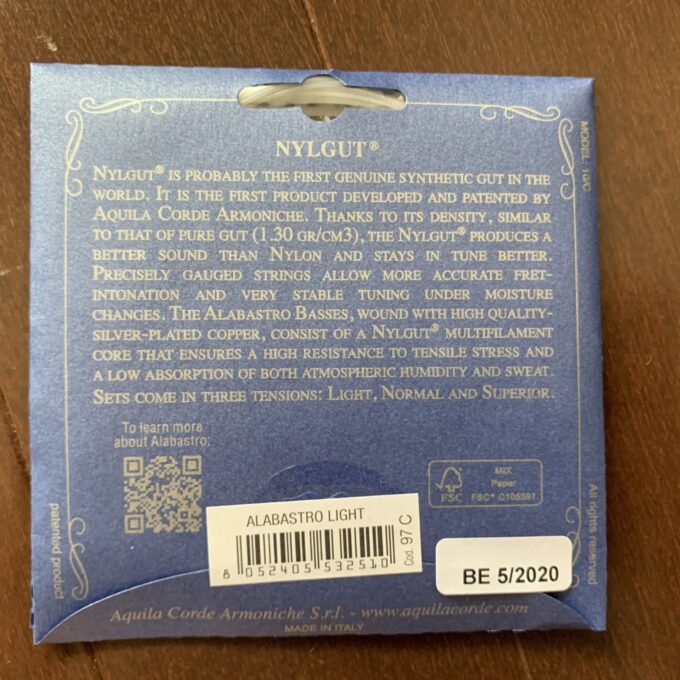 NYLGUT®
NYLGUT® IS PROBABLY THE FIRST GENUINE SYNTHETIC GUT IN THE
WORLD. IT IS THE FIRST PRODUCT DEVELOPED AND PATENTED BY
AQUILA CORDE ARMONICHE. THANKS TO ITS DENSITY, SIMILAR
TO THAT OF PURE GUT (1.30 GR/CM3), THE NYLGUT® PRODUCES A
BETTER SOUND THAN NYLON AND STAYS IN TUNE BETTER.
PRECISELY GAUGED STRINGS ALLOW MORE ACCURATE FRET-
INTONATION AND VERY STABLE TUNING UNDER MOISTURE
CHANGES. THE ALABASTRO BASSES, WOUND WITH HIGH QUALITY-
SILVER-PLATED COPPER, CONSIST OF A NYLGUT® MULTIFILAMENT
CORE THAT ENSURES A HIGH RESISTANCE TO TENSILE STRESS AND
A LOW ABSORPTION OF BOTH ATMOSPHERIC HUMIDITY AND SWEAT.
SETS COME IN THREE TENSIONS: LIGHT, NORMAL AND SUPERIOR.
MODEL:
To learn more
about Alabastro:
FSC
MIX
Paper
FSC® C105597
patented product
All rights reserved
ALABASTRO LIGHT
8 052405 532510
Cod. 97 C
BE 5/2020
Aquila Corde Armoniche S.r.l. - www.aquilacorde.com
MADE IN ITALY